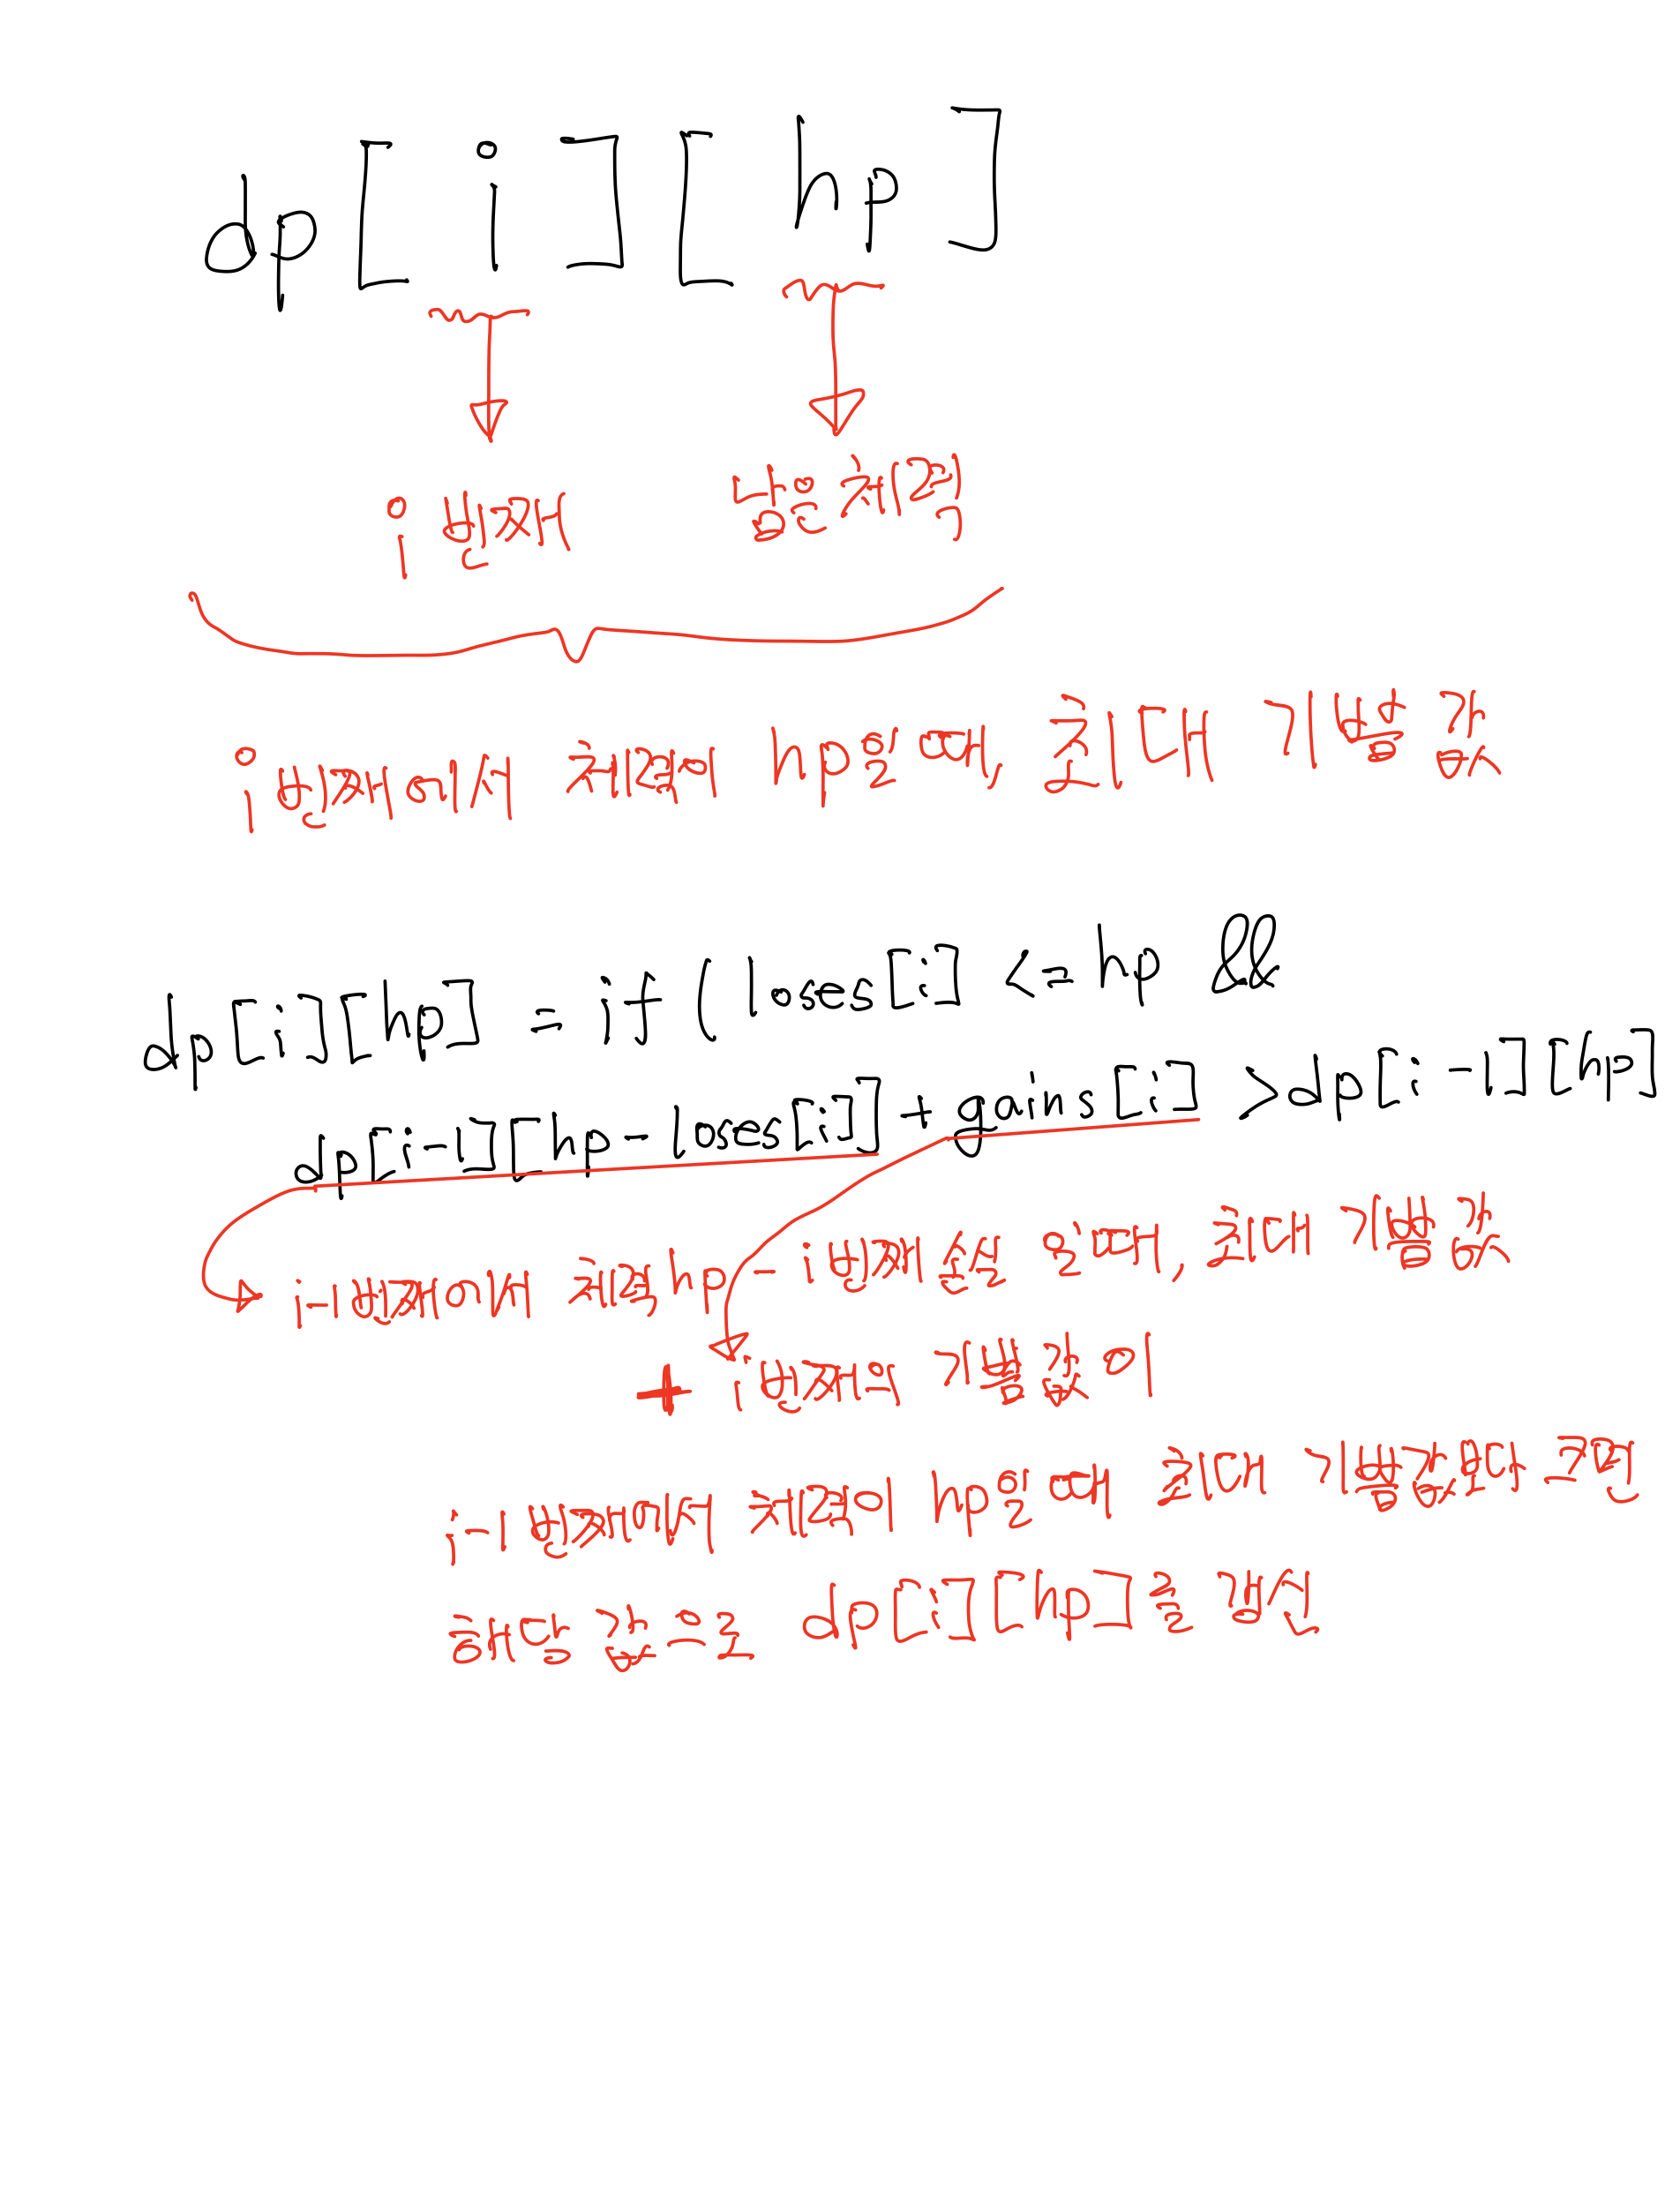 dp[i][hp]
i번째 남은 체력
i번째에서 체력이 hp일 때, 최대 기쁨 값.
dp[i][hp] = if ( loses[i] <= hp &&
dp[i-1][hp-loses[i]] + gains[i] > dp[i-1][hp]
i-1번째에서 체력 hp - i번째 손실 일 때, 최대 기쁨 값
+ i번째의 기쁨 값이
i-1번째에서 체력이 hp일 때 최대 기쁨값보다 크면
해당 값으로 dp[i][hp]를 갱신